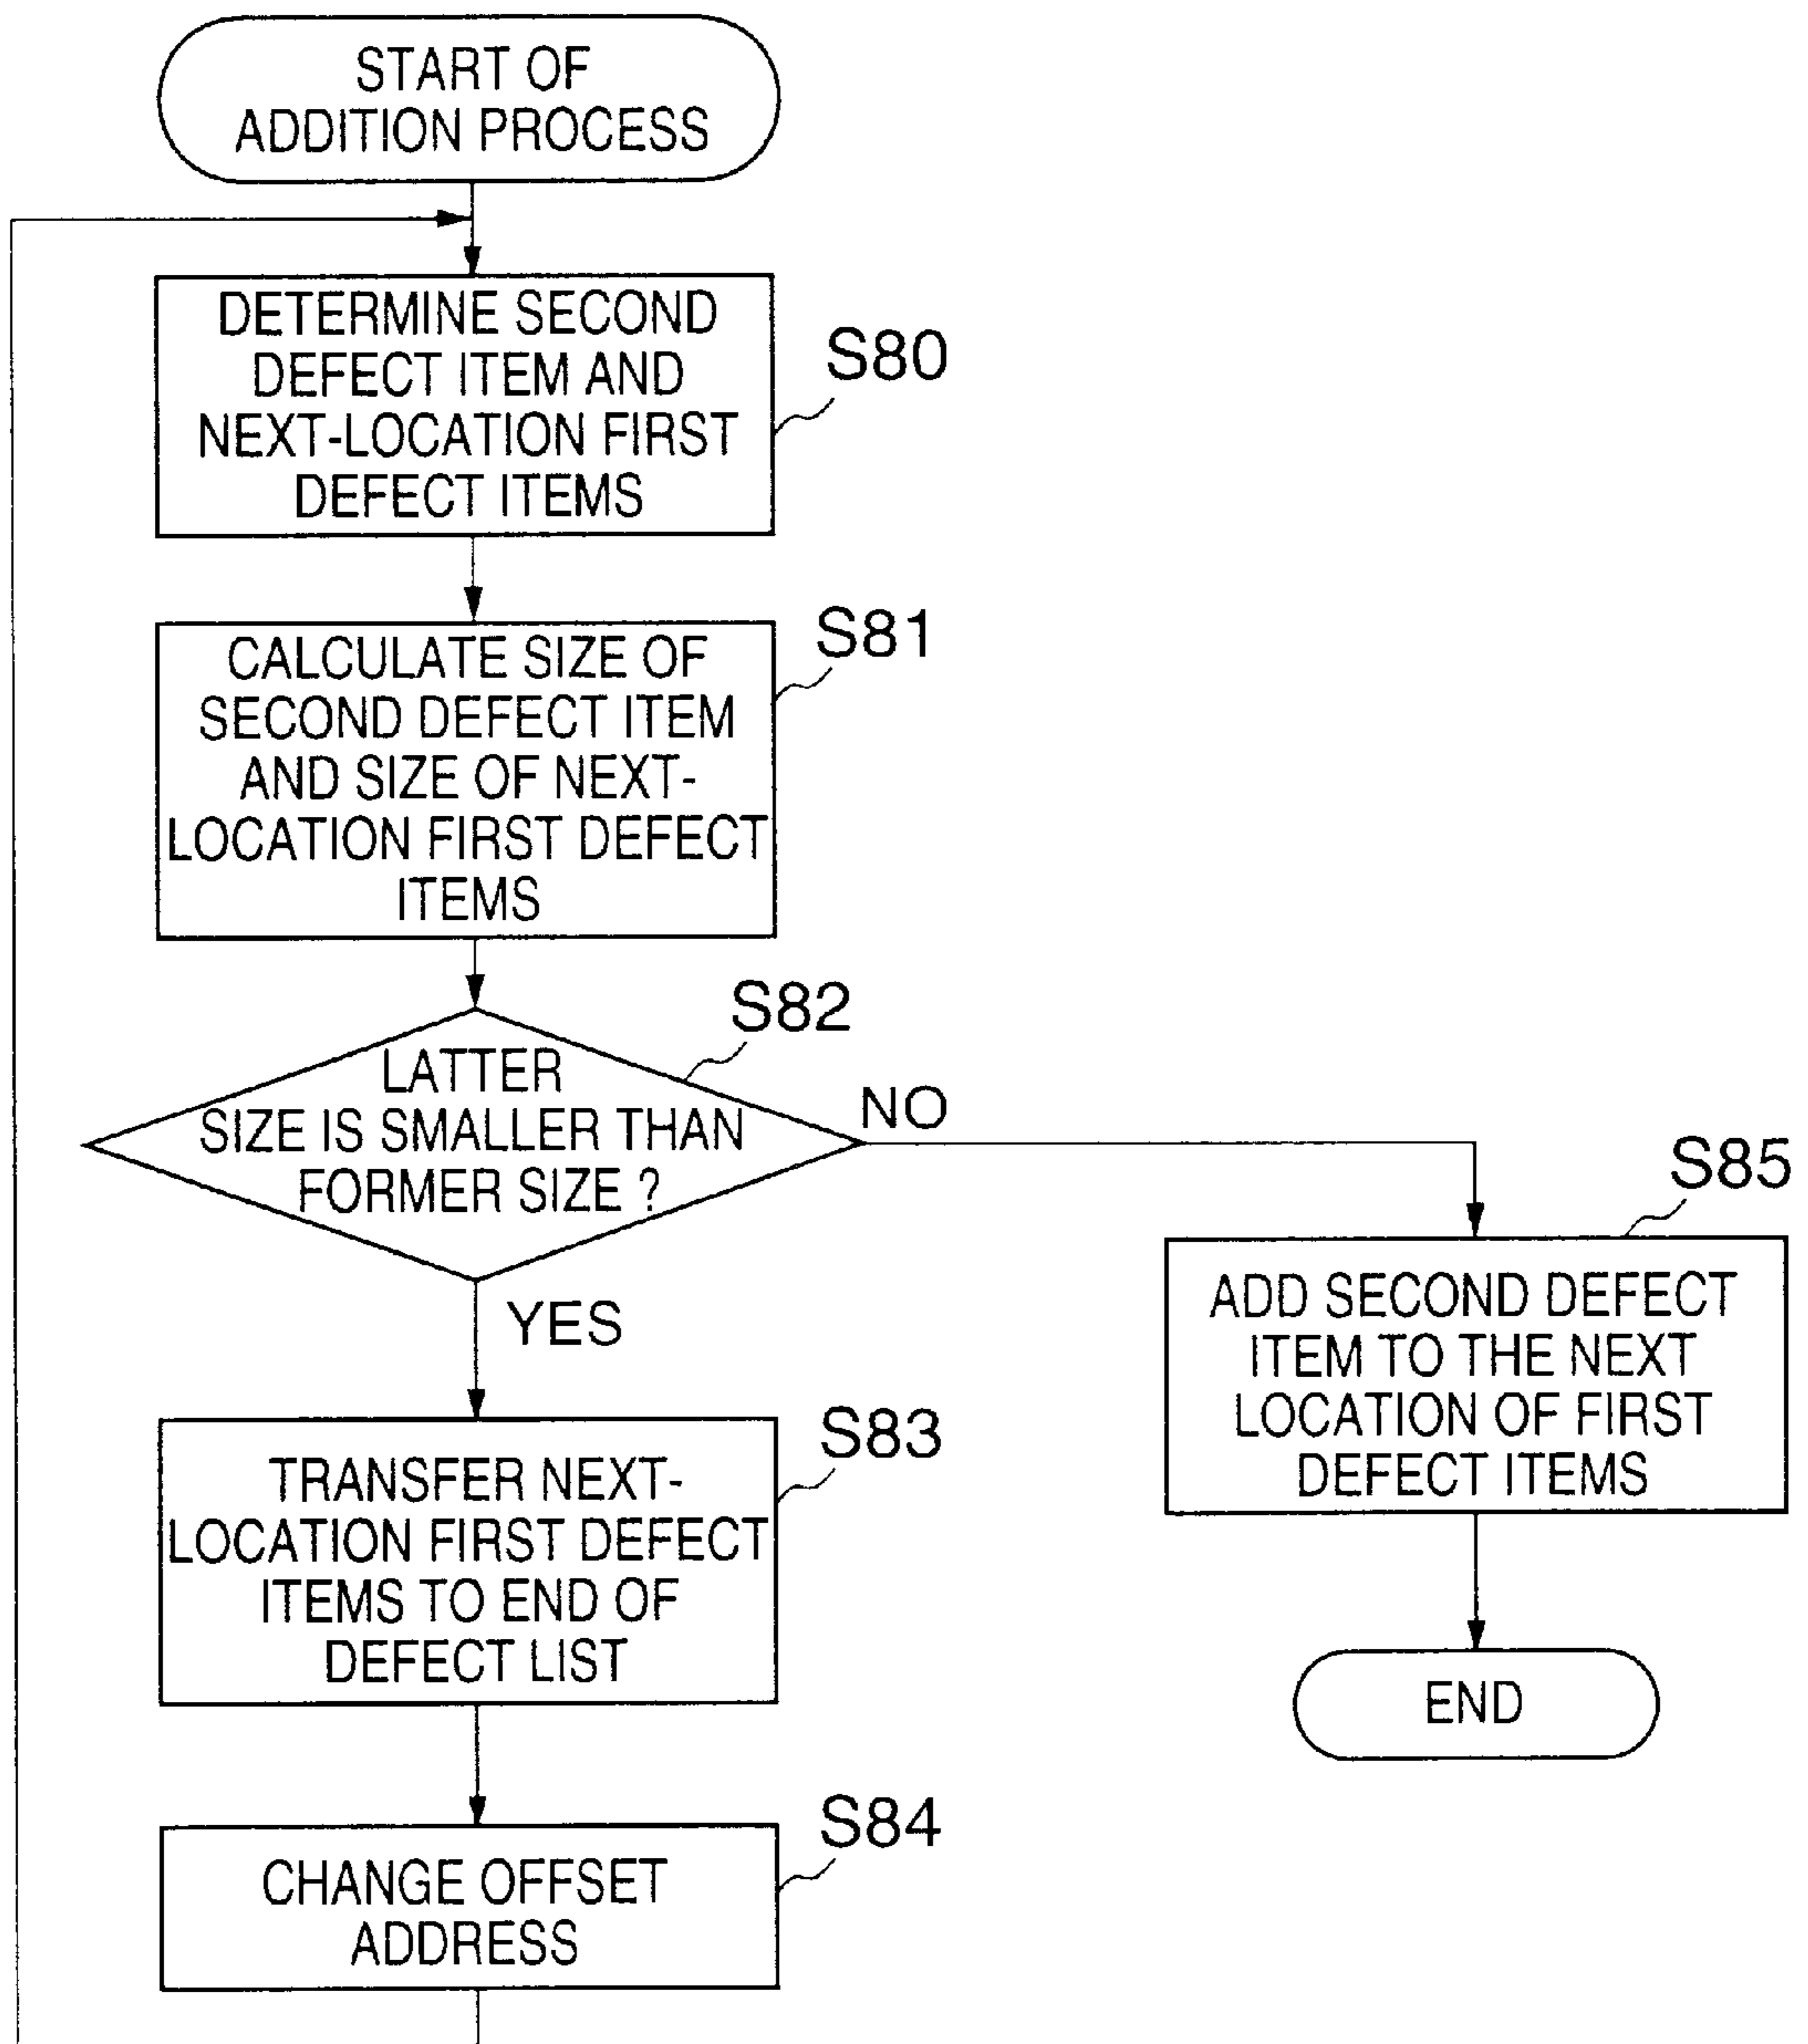 START OF
ADDITION PROCESS
DETERMINE SECOND
DEFECT ITEM AND
NEXT-LOCATION FIRST
DEFECT ITEMS
S80
CALCULATE SIZE OF
SECOND DEFECT ITEM
AND SIZE OF NEXT-
LOCATION FIRST DEFECT
ITEMS
S81
LATTER
SIZE IS SMALLER THAN
FORMER SIZE ?
S82
NO
YES
TRANSFER NEXT-
LOCATION FIRST DEFECT
ITEMS TO END OF
DEFECT LIST
S83
CHANGE OFFSET
ADDRESS
S84
ADD SECOND DEFECT
ITEM TO THE NEXT
LOCATION OF FIRST
DEFECT ITEMS
S85
END